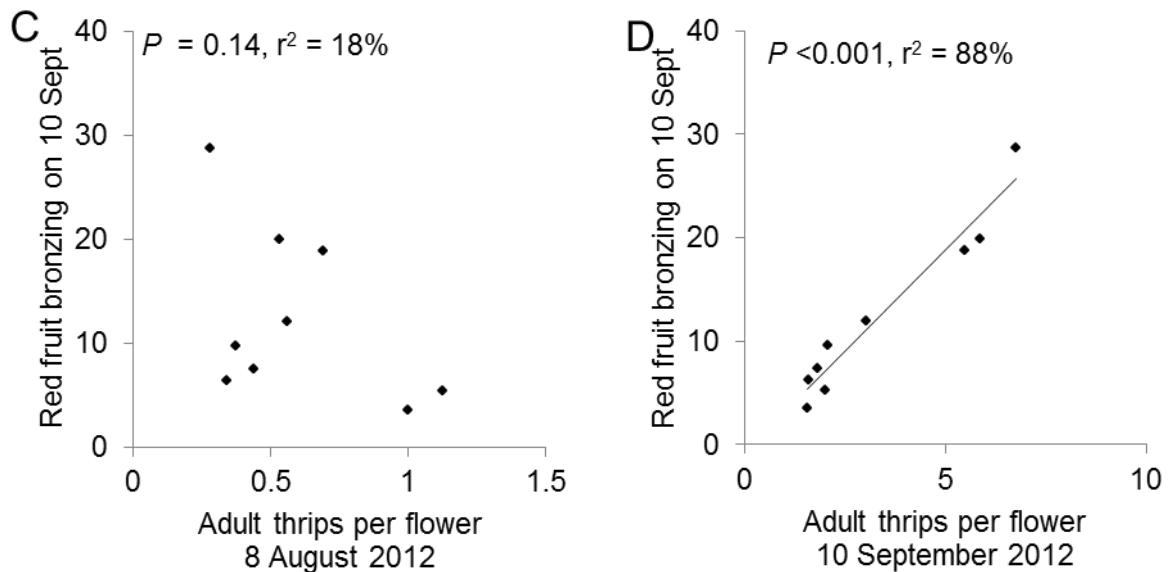 C
P = 0.14, r² = 18%
Red fruit bronzing on 10 Sept
40
30
20
10
0
0
0.5
1
1.5
Adult thrips per flower
8 August 2012
D
P <0.001, r² = 88%
Red fruit bronzing on 10 Sept
40
30
20
10
0
0
5
10
Adult thrips per flower
10 September 2012